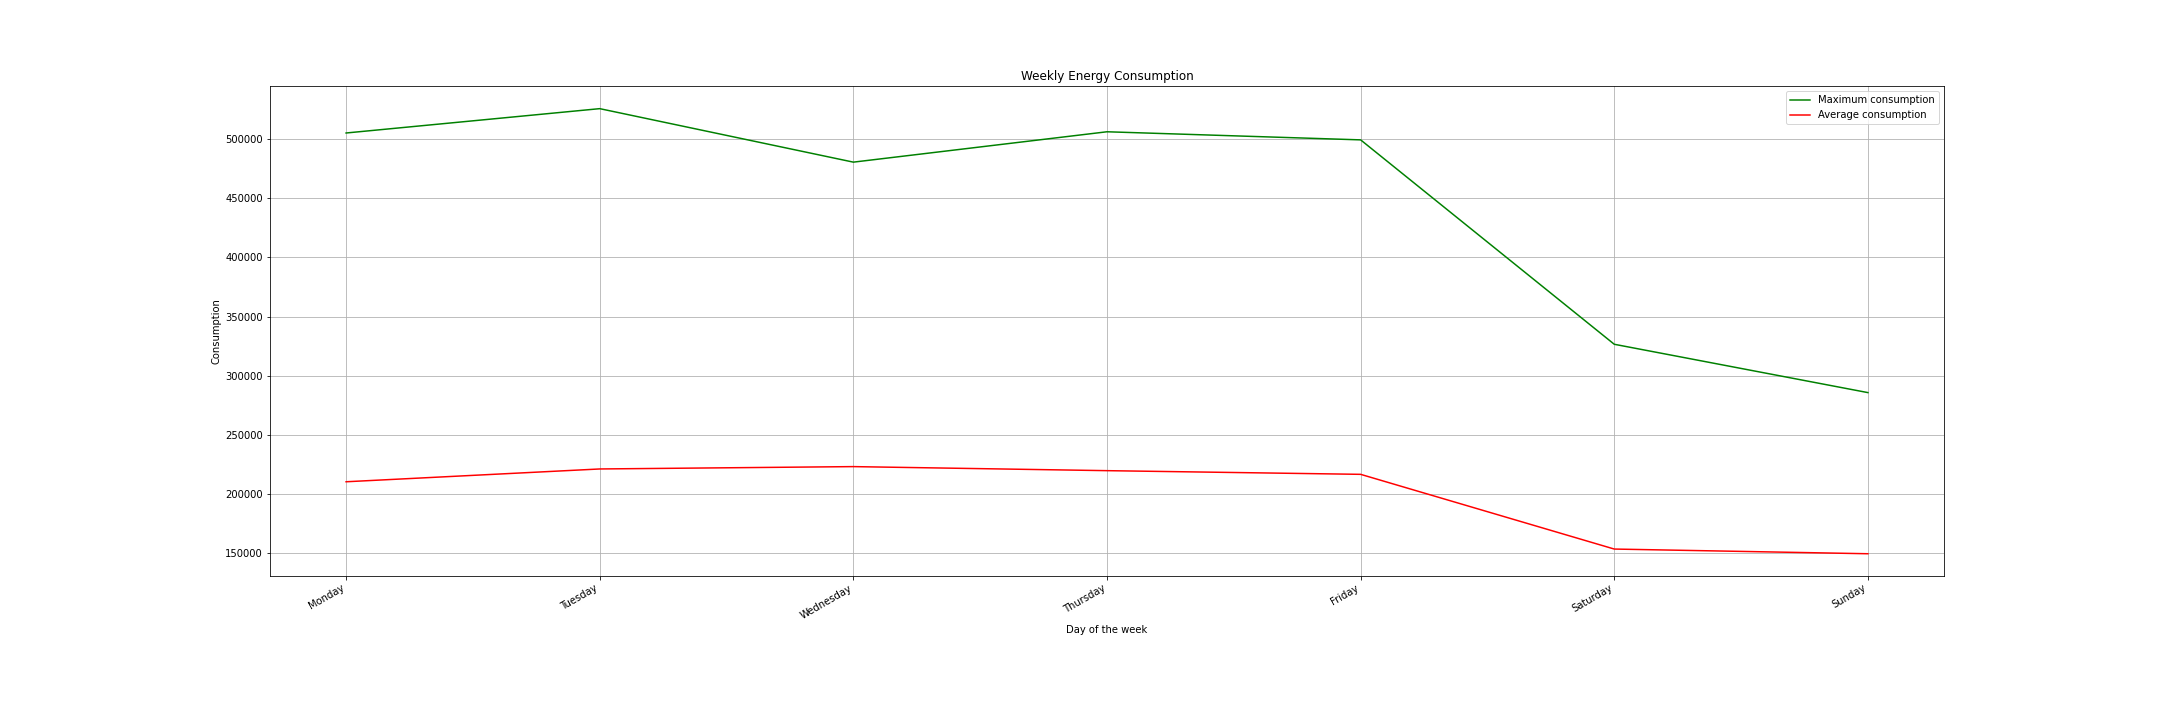 Weekly Energy Consumption
Maximum consumption
Average consumption
500000
450000
400000
350000
300000
250000
200000
150000
Consumption
Monday
Tuesday
Wednesday
Thursday
Friday
Saturday
Sunday
Day of the week